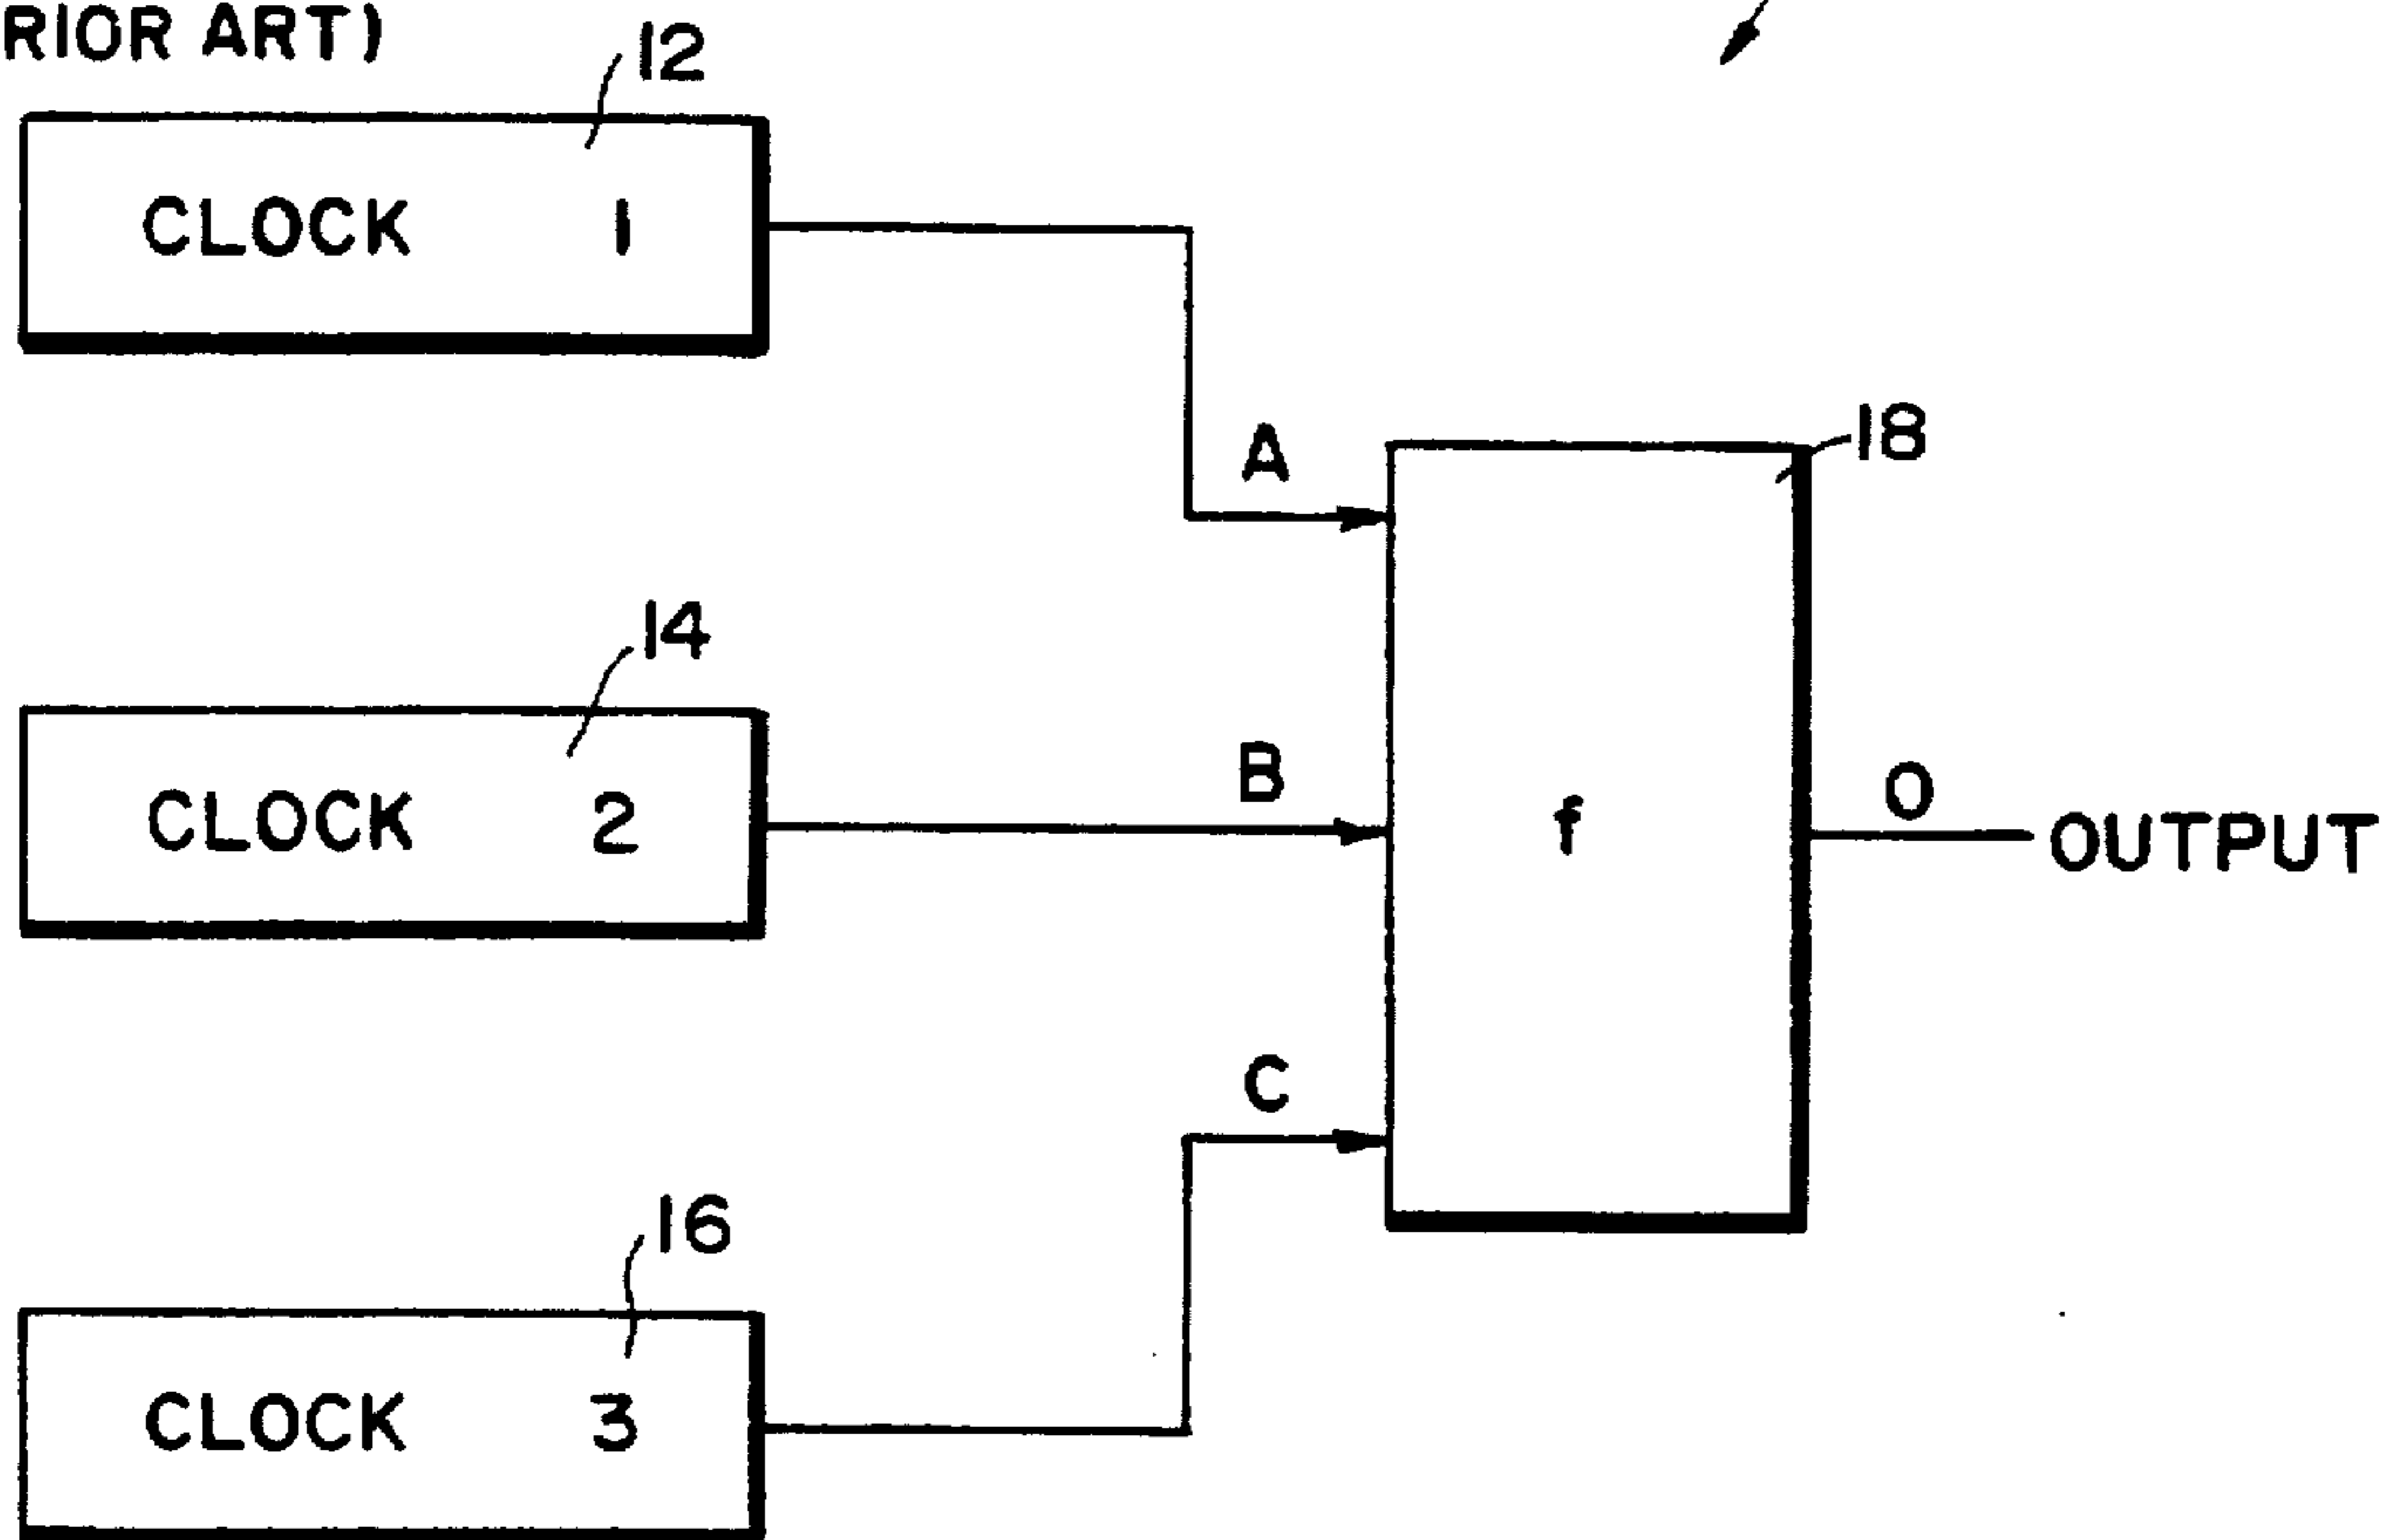 RIOR ART)
12
CLOCK 1
A
18
14
CLOCK 2
B
f
O
OUTPUT
C
16
CLOCK 3